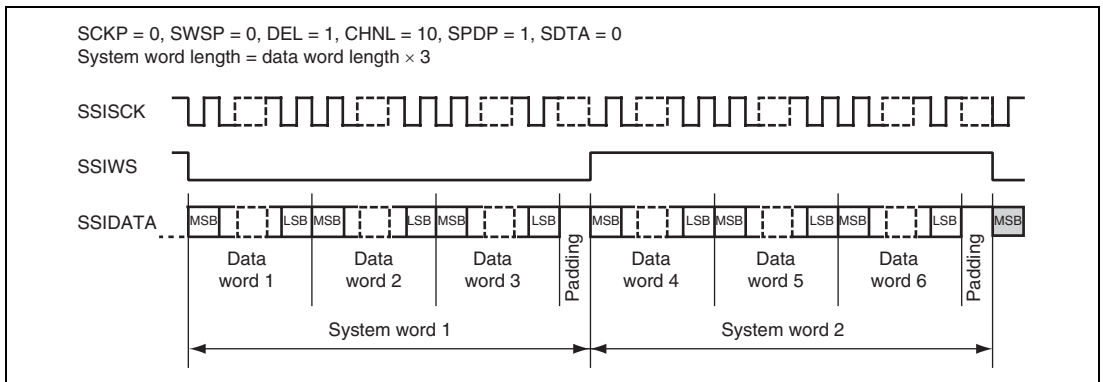 SCKP = 0, SWSP = 0, DEL = 1, CHNL = 10, SPDP = 1, SDTA = 0
System word length = data word length × 3
SSISCK
SSIWS
SSIDATA
MSB LSB MSB LSB MSB LSB MSB LSB MSB LSB MSB LSB MSB
Data word 1
Data word 2
Data word 3
Padding
Data word 4
Data word 5
Data word 6
Padding
System word 1
System word 2